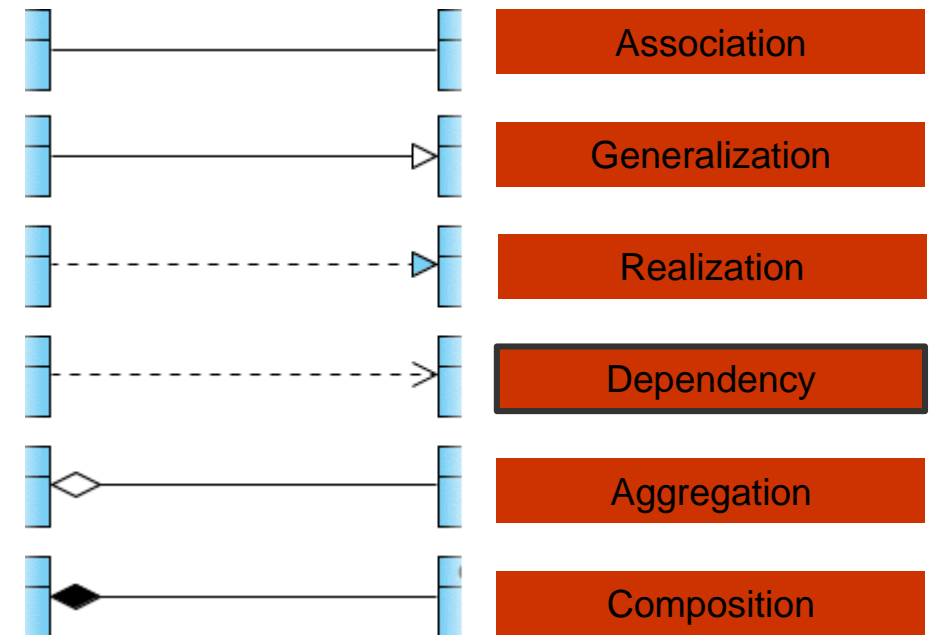 Association
Generalization
Realization
Dependency
Aggregation
Composition